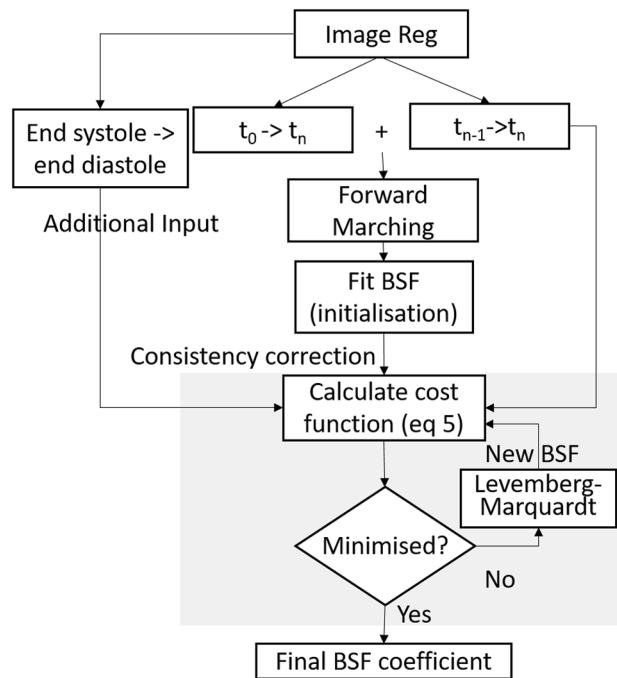 Image Reg
End systole ->
end diastole
t₀ -> tₙ
+
tₙ₋₁->tₙ
Additional Input
Forward
Marching
Fit BSF
(initialisation)
Consistency correction
Calculate cost
function (eq 5)
New BSF
Levemberg-
Marquardt
Minimised?
No
Yes
Final BSF coefficient